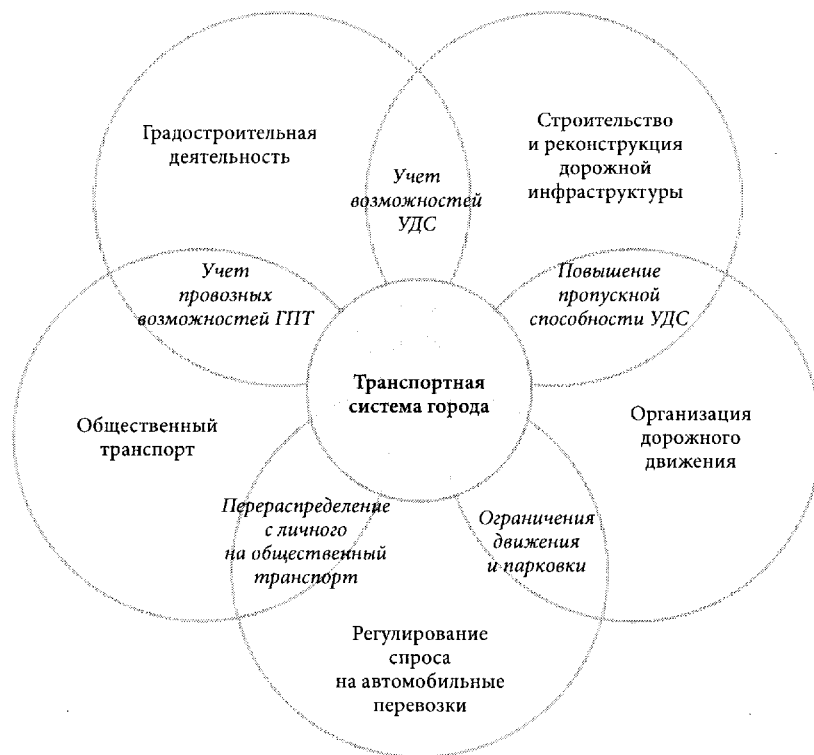 Градостроительная
деятельность
Строительство
и реконструкция
дорожной
инфраструктуры
Учет
возможностей
УДС
Учет
провозных
возможностей ГПТ
Повышение
пропускной
способности УДС
Транспортная
система города
Общественный
транспорт
Организация
дорожного
движения
Перераспределение
с личного
на общественный
транспорт
Ограничения
движения
и парковки
Регулирование
спроса
на автомобильные
перевозки